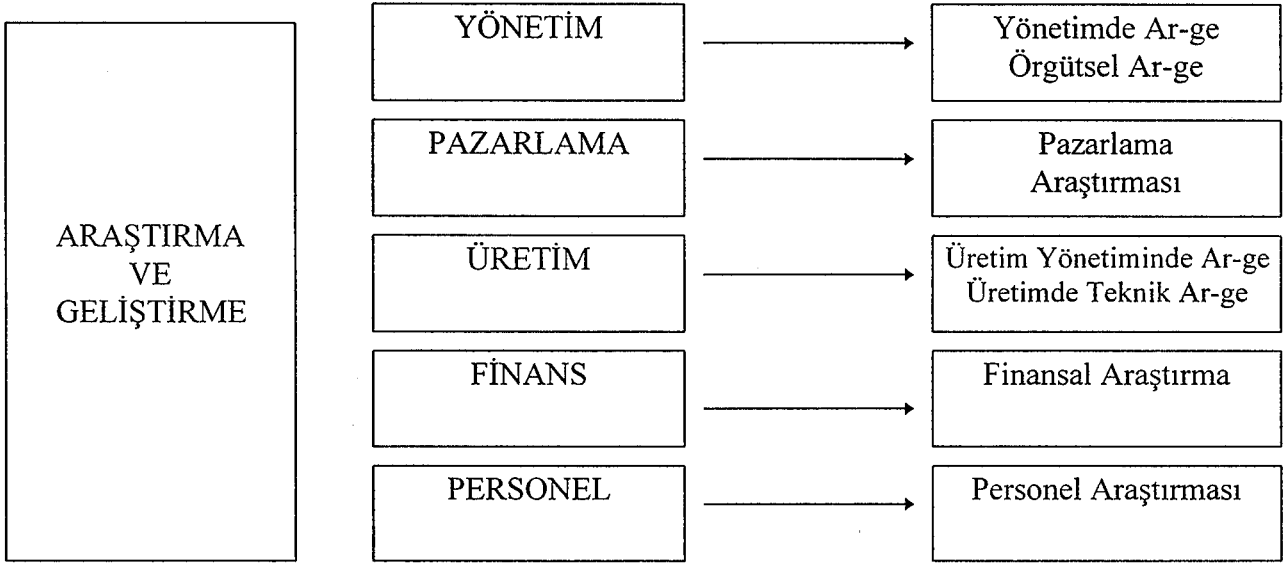 ARAŞTIRMA
VE
GELİŞTİRME
YÖNETİM
Yönetimde Ar-ge
Örgütsel Ar-ge
PAZARLAMA
Pazarlama
Araştırması
ÜRETİM
Üretim Yönetiminde Ar-ge
Üretimde Teknik Ar-ge
FİNANS
Finansal Araştırma
PERSONEL
Personel Araştırması